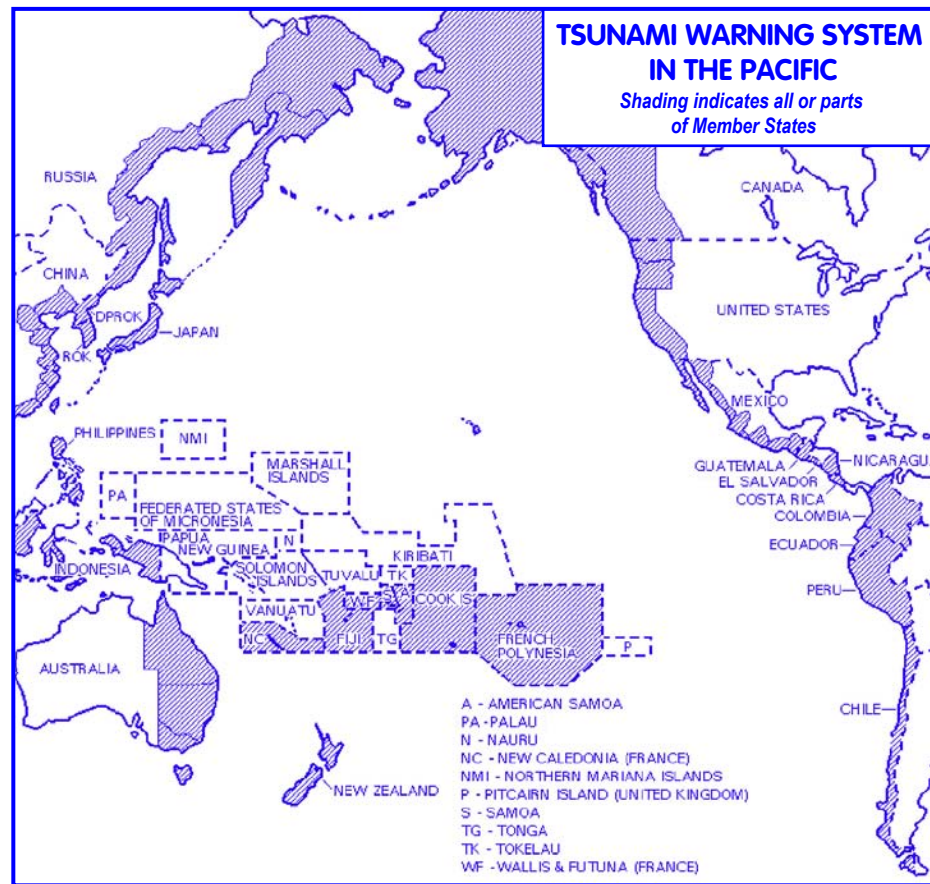 TSUNAMI WARNING SYSTEM
IN THE PACIFIC
Shading indicates all or parts
of Member States
RUSSIA
CANADA
CHINA
DPROK
ROK
JAPAN
UNITED STATES
MEXICO
PHILIPPINES
NMI
MARSHALL
ISLANDS
GUATEMALA
NICARAGU
EL SALVADOR
COSTA RICA
COLOMBIA
PA
FEDERATED STATES
OF MICRONESIA
PAPUA
NEW GUINEA
N
KIRIBATI
ECUADOR
INDONESIA
SOLOMON
ISLANDS
TUVALU
TK
PERU
WF
S
A
COOK IS
VANUATU
NC
FIJI
TG
FRENCH
POLYNESIA
P
AUSTRALIA
CHILE
NEW ZEALAND
A - AMERICAN SAMOA
PA -PALAU
N - NAURU
NC - NEW CALEDONIA (FRANCE)
NMI - NORTHERN MARIANA ISLANDS
P - PITCAIRN ISLAND (UNITED KINGDOM)
S - SAMOA
TG - TONGA
TK - TOKELAU
WF - WALLIS & FUTUNA (FRANCE)